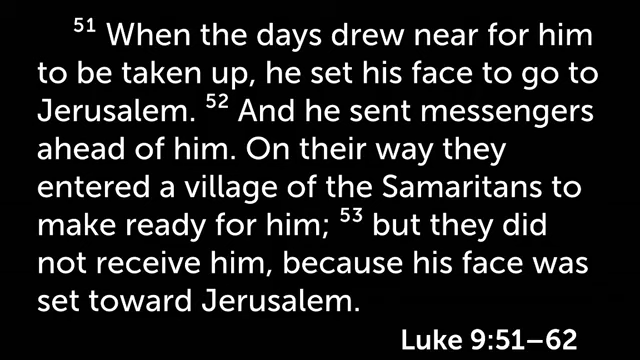 51 When the days drew near for him
to be taken up, he set his face to go to
Jerusalem. 52 And he sent messengers
ahead of him. On their way they
entered a village of the Samaritans to
make ready for him; 53 but they did
not receive him, because his face was
set toward Jerusalem.
Luke 9:51–62